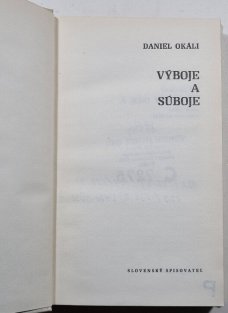 DANIEL OKÁLI
VÝBOJE
A
SÚBOJE
SLOVENSKÝ SPISOVATEĽ